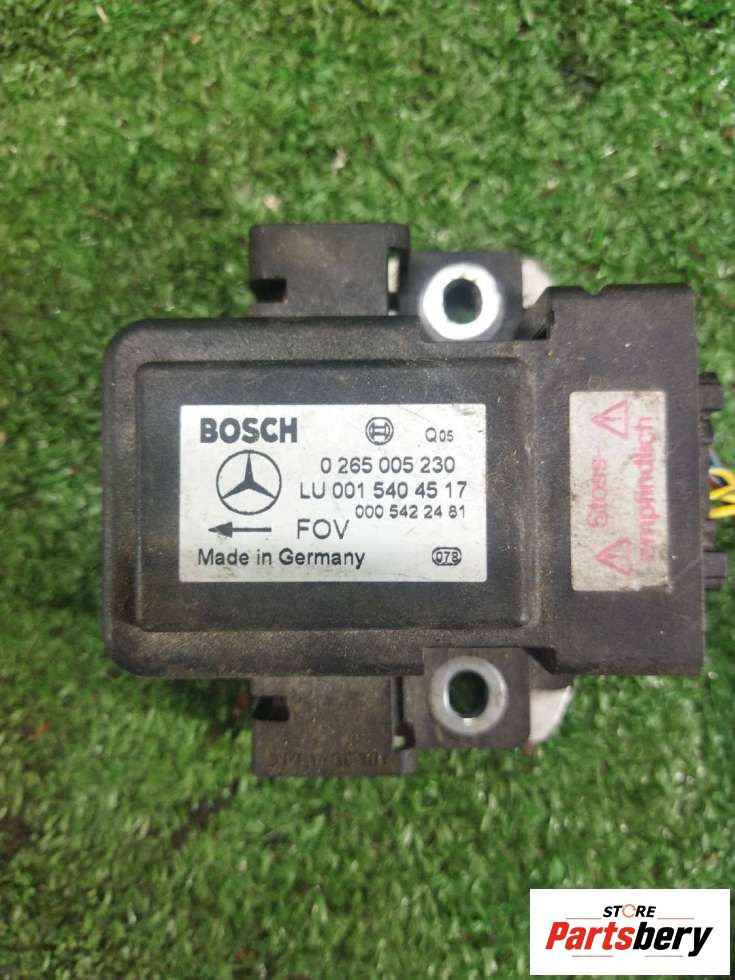 BOSCH Q05
0 265 005 230
LU 001 540 45 17
000 542 24 81
FOV
Made in Germany 078
Stoss-
empfindlich
STORE
Partsbery